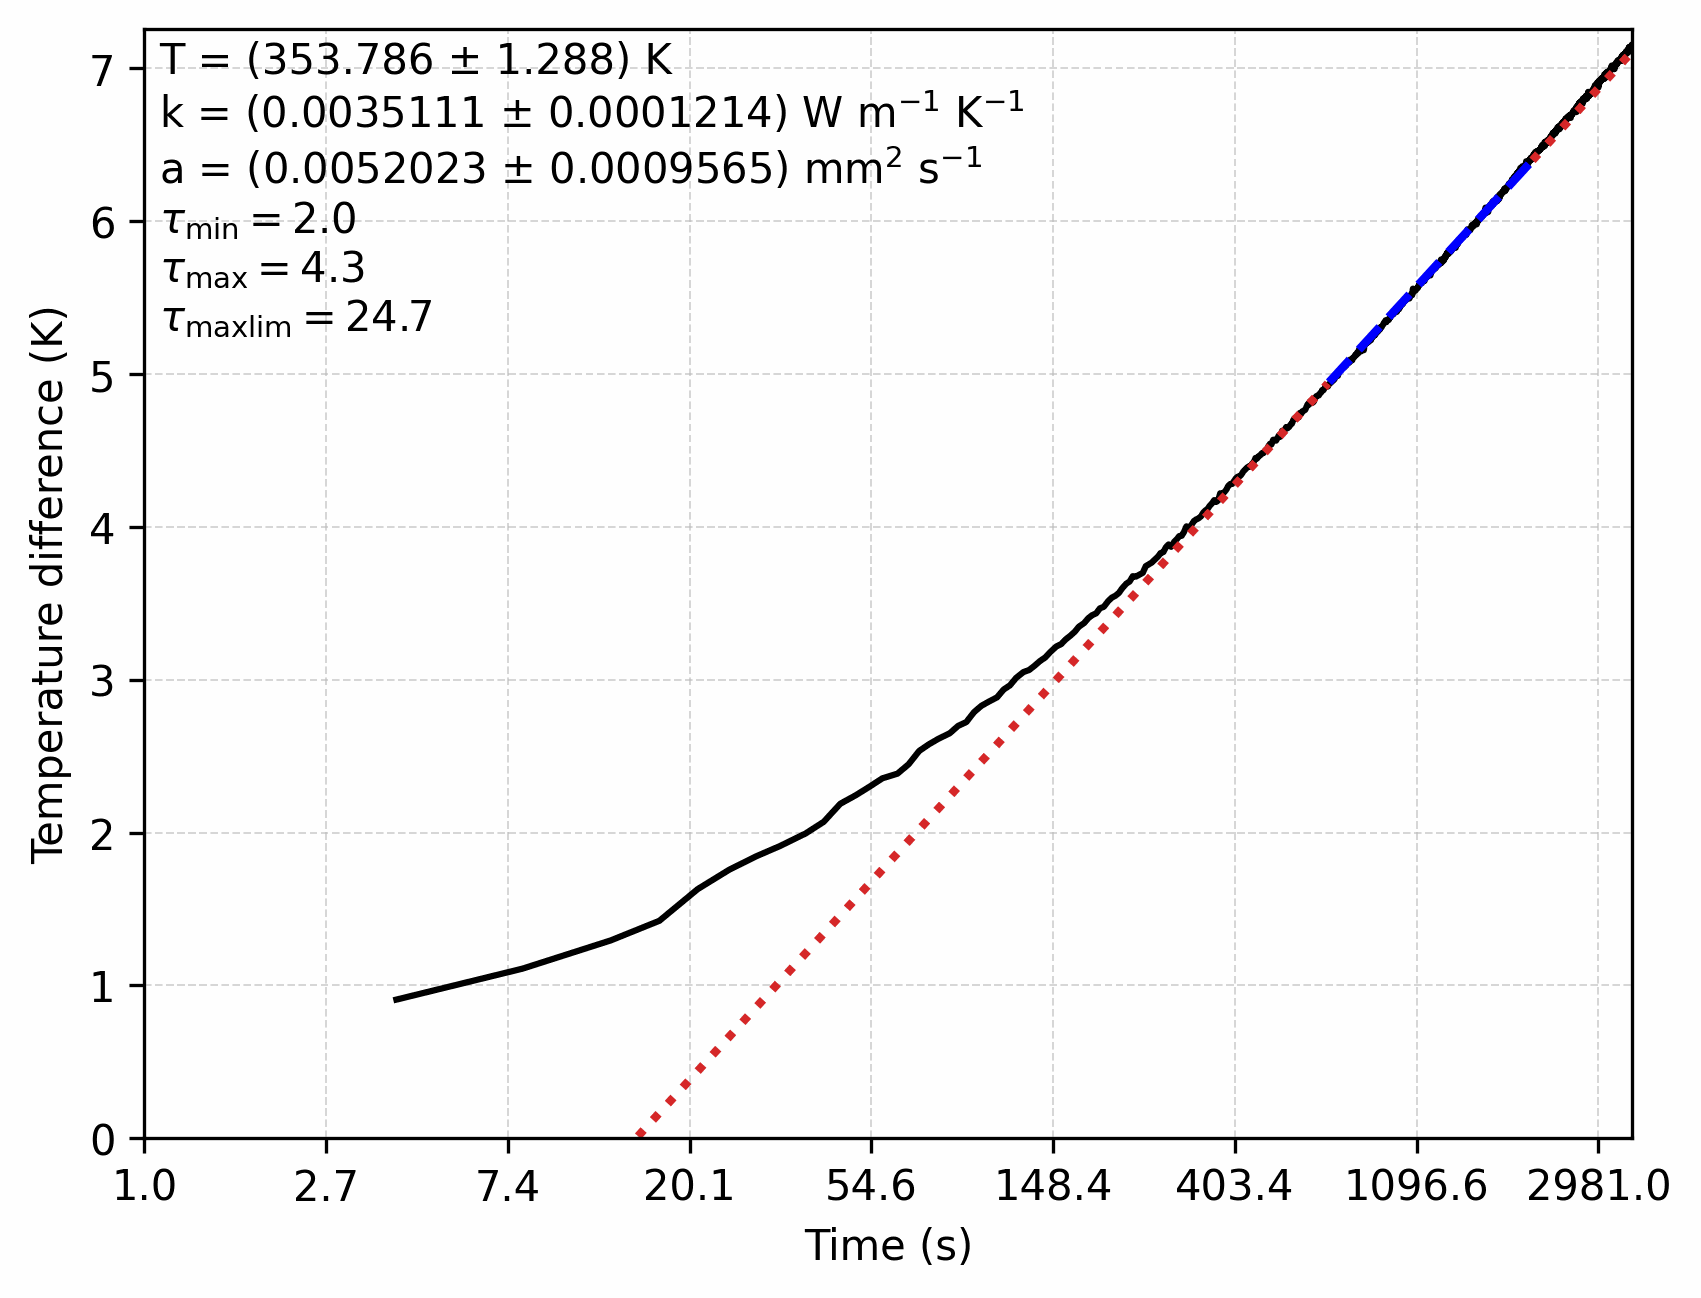 T = (353.786 ± 1.288) K
k = (0.0035111 ± 0.0001214) W m⁻¹ K⁻¹
a = (0.0052023 ± 0.0009565) mm² s⁻¹
τmin = 2.0
τmax = 4.3
τmaxlim = 24.7
Temperature difference (K)
7
6
5
4
3
2
1
0
1.0 2.7 7.4 20.1 54.6 148.4 403.4 1096.6 2981.0
Time (s)